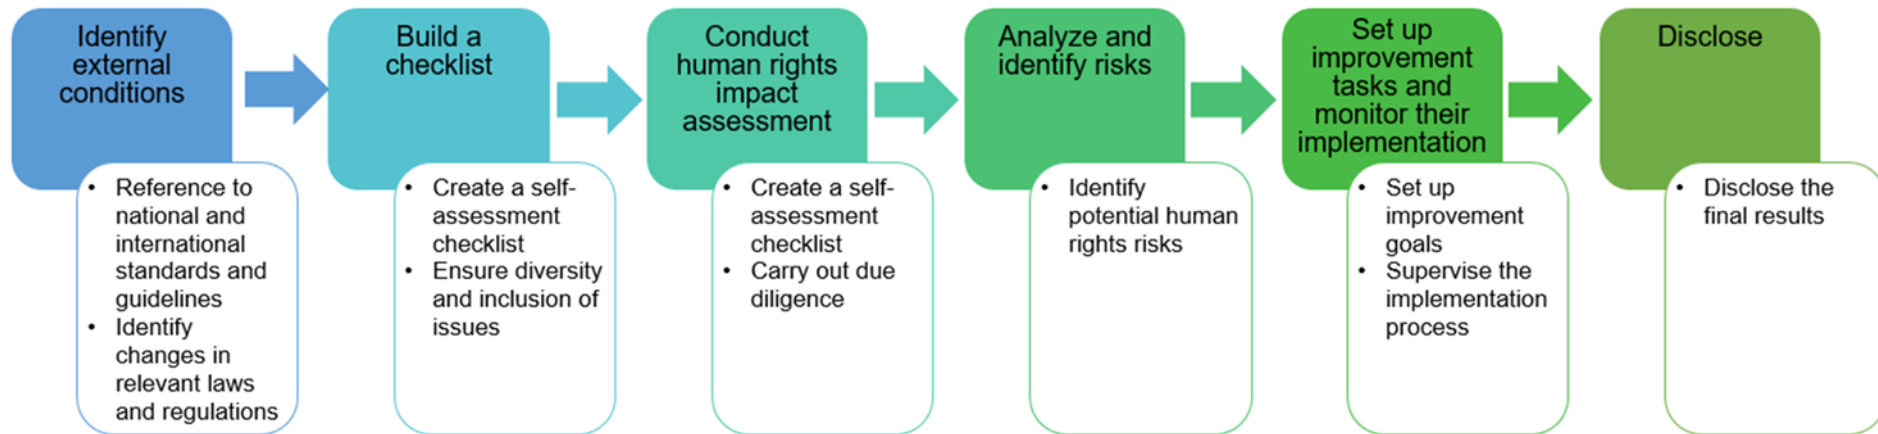 Identify
external
conditions
Build a
checklist
Conduct
human rights
impact
assessment
Analyze and
identify risks
Set up
improvement
tasks and
monitor their
implementation
Disclose
• Reference to
national and
international
standards and
guidelines
• Identify
changes in
relevant laws
and regulations
• Create a self-
assessment
checklist
• Ensure diversity
and inclusion of
issues
• Create a self-
assessment
checklist
• Carry out due
diligence
• Identify
potential human
rights risks
• Set up
improvement
goals
• Supervise the
implementation
process
• Disclose the
final results